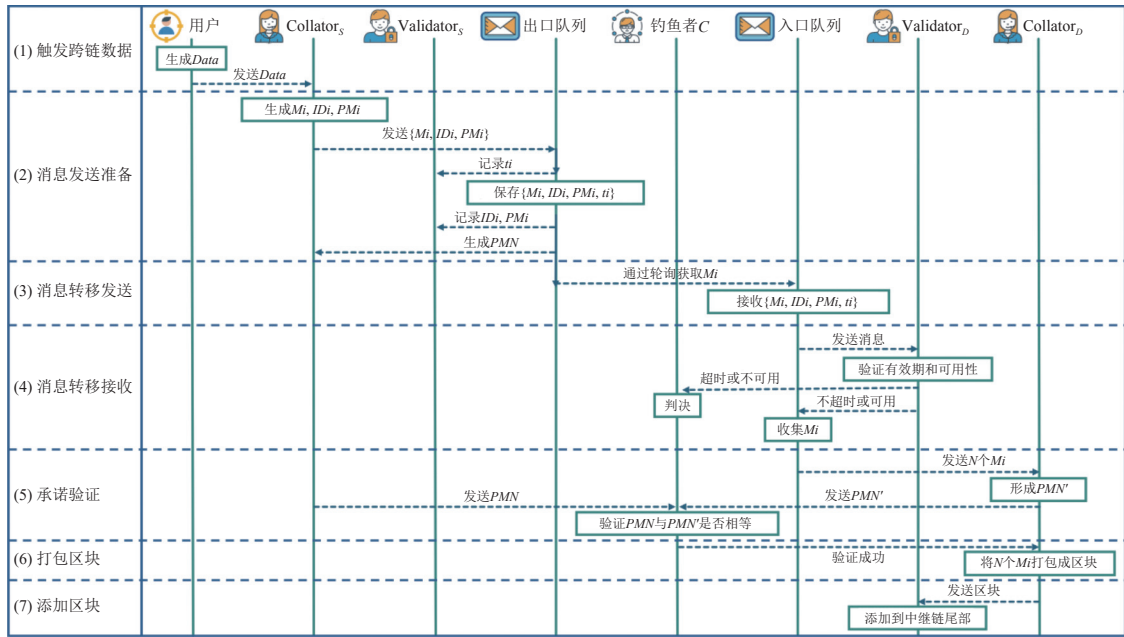 用户
Collator_S
Validator_S
出口队列
钓鱼者C
入口队列
Validator_D
Collator_D
(1) 触发跨链数据
生成Data
发送Data
(2) 消息发送准备
生成Mi, IDi, PMi
发送{Mi, IDi, PMi}
记录ti
保存{Mi, IDi, PMi, ti}
记录IDi, PMi
生成PMN
(3) 消息转移发送
通过轮询获取Mi
接收{Mi, IDi, PMi, ti}
(4) 消息转移接收
发送消息
验证有效期和可用性
超时或不可用
判决
不超时或可用
收集Mi
(5) 承诺验证
发送N个Mi
形成PMN′
发送PMN
发送PMN′
验证PMN与PMN′是否相等
(6) 打包区块
验证成功
将N个Mi打包成区块
(7) 添加区块
发送区块
添加到中继链尾部